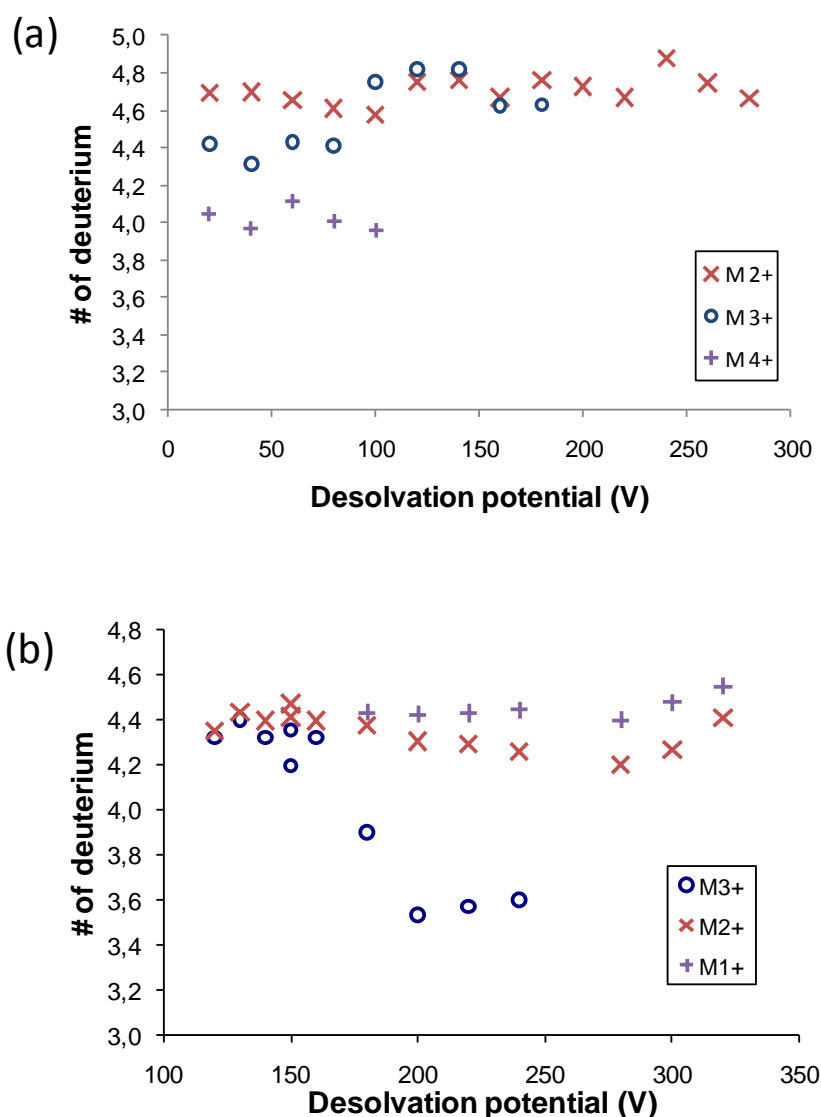 (a)
5,0
4,8
4,6
4,4
4,2
4,0
3,8
3,6
3,4
3,2
3,0
# of deuterium
0 50 100 150 200 250 300
Desolvation potential (V)
M 2+
M 3+
M 4+
(b)
4,8
4,6
4,4
4,2
4,0
3,8
3,6
3,4
3,2
3,0
# of deuterium
100 150 200 250 300 350
Desolvation potential (V)
M3+
M2+
M1+